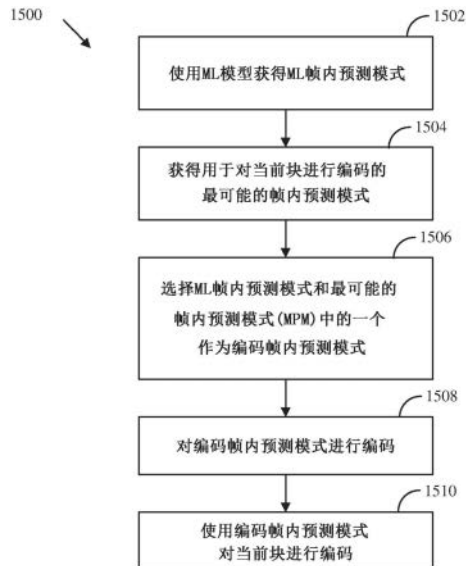 1500
1502
使用ML模型获得ML帧内预测模式
1504
获得用于对当前块进行编码的
最可能的帧内预测模式
1506
选择ML帧内预测模式和最可能的
帧内预测模式(MPM)中的一个
作为编码帧内预测模式
1508
对编码帧内预测模式进行编码
1510
使用编码帧内预测模式
对当前块进行编码